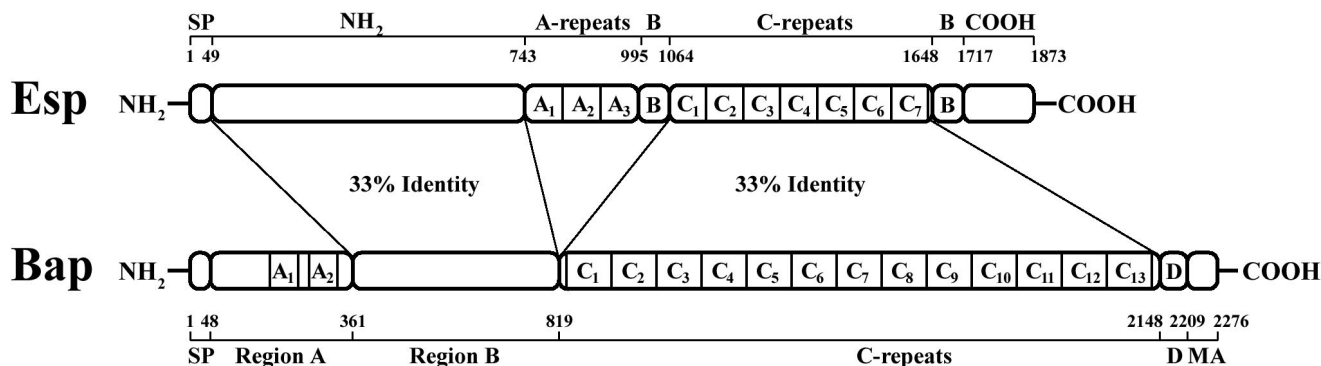 SP NH₂ A-repeats B C-repeats B COOH
1 49 743 995 1064 1648 1717 1873
Esp NH₂ A₁ A₂ A₃ B C₁ C₂ C₃ C₄ C₅ C₆ C₇ B COOH
33% Identity 33% Identity
Bap NH₂ A₁ A₂ C₁ C₂ C₃ C₄ C₅ C₆ C₇ C₈ C₉ C₁₀ C₁₁ C₁₂ C₁₃ D COOH
1 48 361 819 2148 2209 2276
SP Region A Region B C-repeats D MA